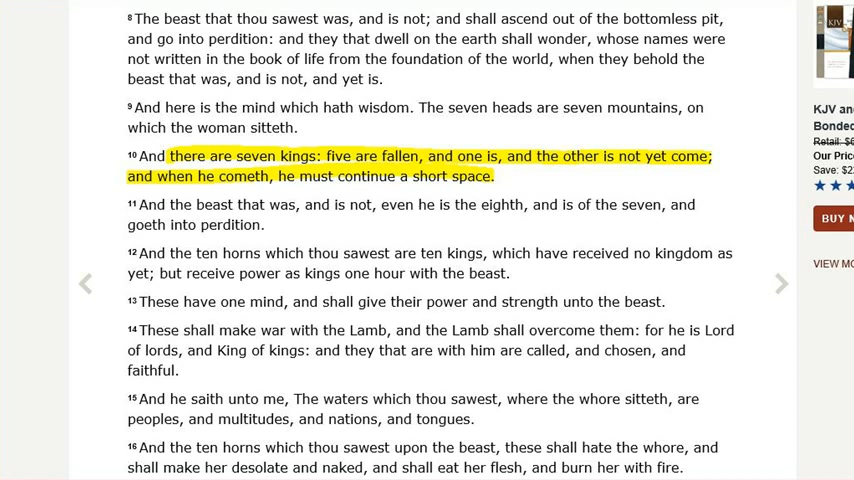 8 The beast that thou sawest was, and is not; and shall ascend out of the bottomless pit,
and go into perdition: and they that dwell on the earth shall wonder, whose names were
not written in the book of life from the foundation of the world, when they behold the
beast that was, and is not, and yet is.
9 And here is the mind which hath wisdom. The seven heads are seven mountains, on
which the woman sitteth.
10 And there are seven kings: five are fallen, and one is, and the other is not yet come;
and when he cometh, he must continue a short space.
11 And the beast that was, and is not, even he is the eighth, and is of the seven, and
goeth into perdition.
12 And the ten horns which thou sawest are ten kings, which have received no kingdom as
yet; but receive power as kings one hour with the beast.
13 These have one mind, and shall give their power and strength unto the beast.
14 These shall make war with the Lamb, and the Lamb shall overcome them: for he is Lord
of lords, and King of kings: and they that are with him are called, and chosen, and
faithful.
15 And he saith unto me, The waters which thou sawest, where the whore sitteth, are
peoples, and multitudes, and nations, and tongues.
16 And the ten horns which thou sawest upon the beast, these shall hate the whore, and
shall make her desolate and naked, and shall eat her flesh, and burn her with fire.
KJV
KJV an
Bonded
Retail: $6
Our Price
Save: $2
BUY N
VIEW MO